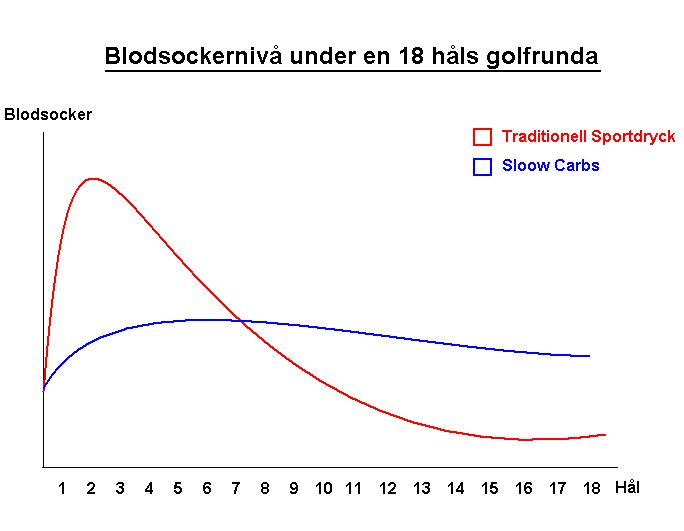 Blodsockernivå under en 18 håls golfrunda
Blodsocker
Traditionell Sportdryck
Sloow Carbs
1 2 3 4 5 6 7 8 9 10 11 12 13 14 15 16 17 18 Hål